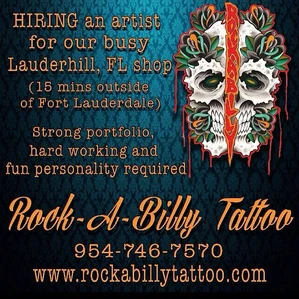 HIRING an artist
for our busy
Lauderhill, FL shop
(15 mins outside
of Fort Lauderdale)
Strong portfolio,
hard working and
fun personality required
ROCKABILLY
Rock-A-Billy Tattoo
954-746-7570
www.rockabillytattoo.com